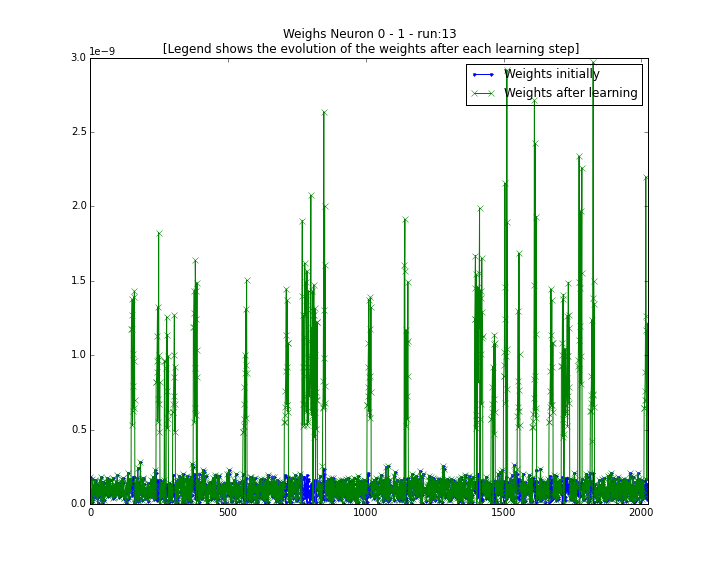 Weighs Neuron 0 - 1 - run:13
[Legend shows the evolution of the weights after each learning step]
1e−9
Weights initially
Weights after learning
3.0
2.5
2.0
1.5
1.0
0.5
0.0
0 500 1000 1500 2000